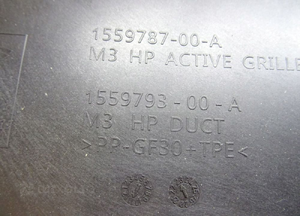 1559787-00-A
M3 HP ACTIVE GRILLE
1559793-00-A
M3 HP DUCT
>PP-GF30+TPE<